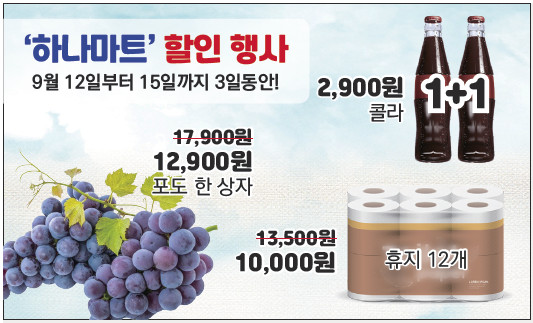 ‘하나마트’ 할인 행사
9월 12일부터 15일까지 3일동안!
2,900원
콜라
1+1
17,900원
12,900원
포도 한 상자
13,500원
10,000원
휴지 12개